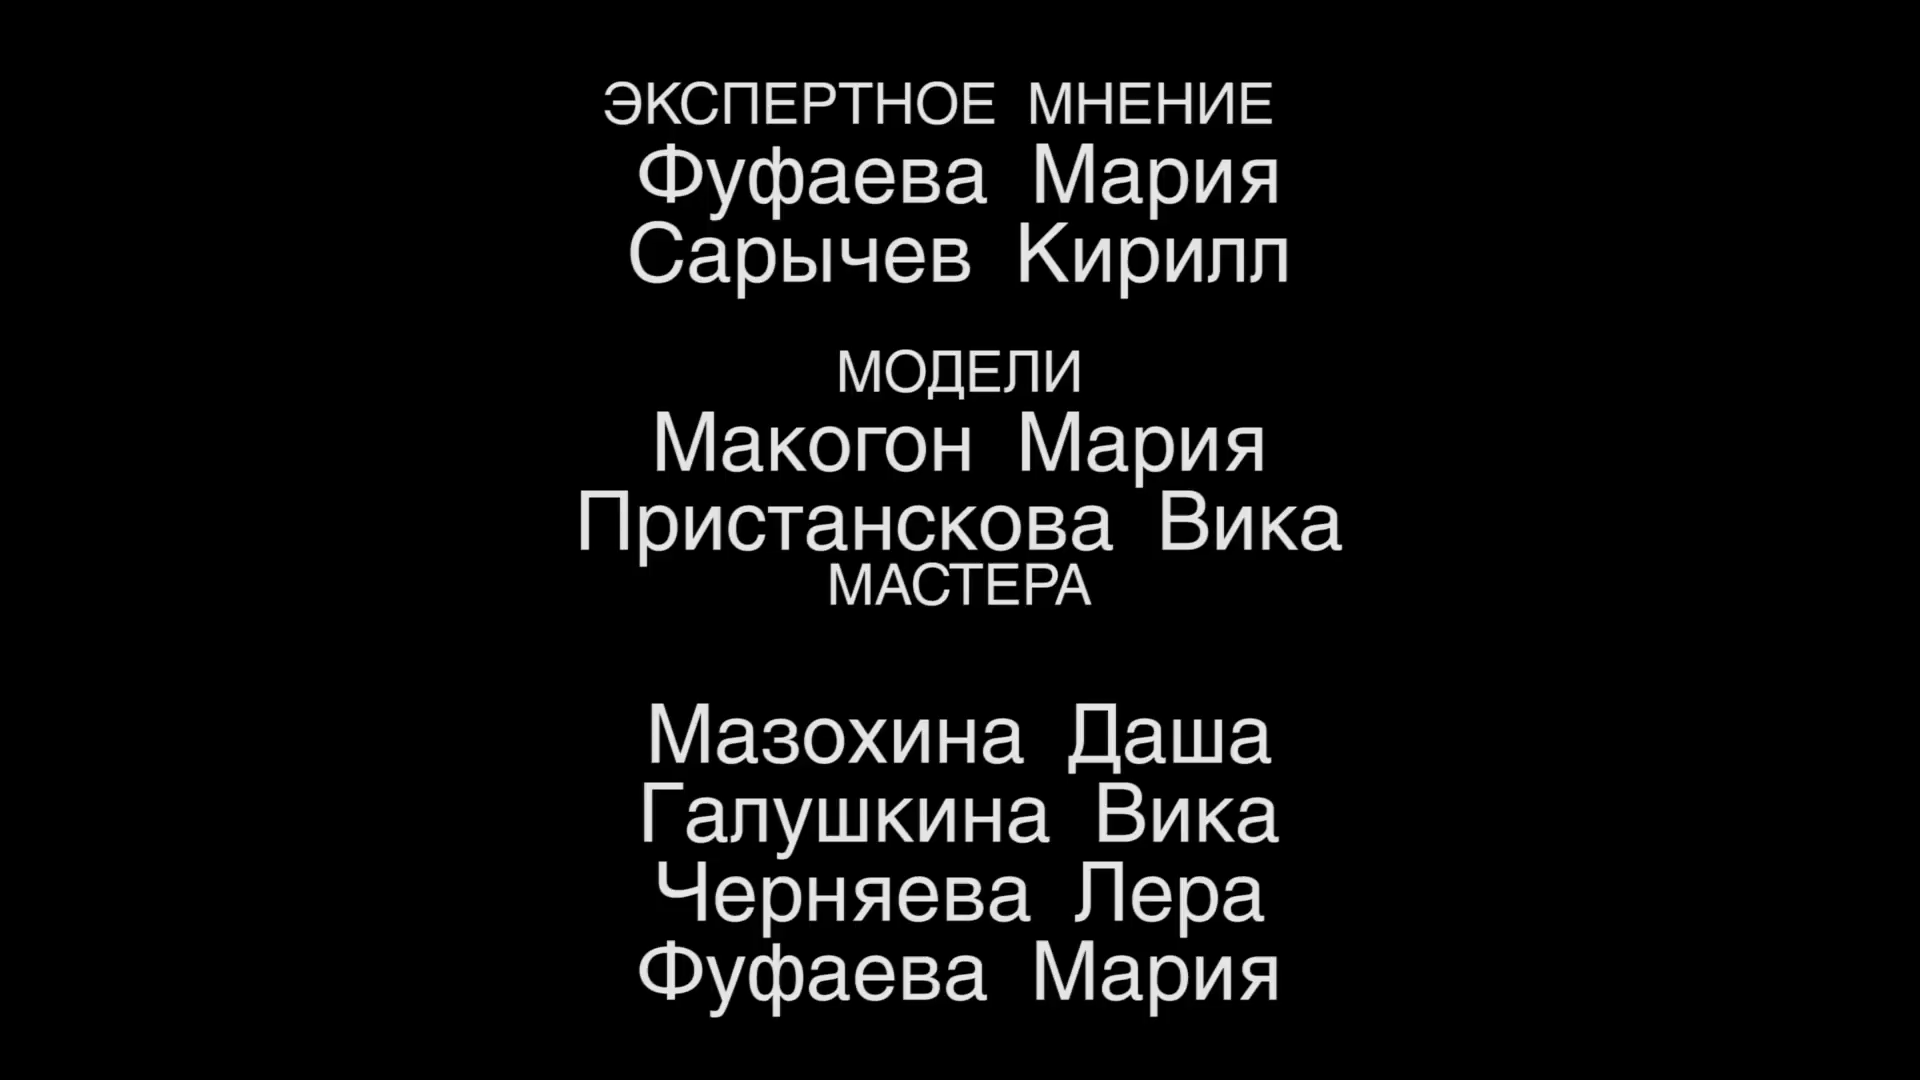 ЭКСПЕРТНОЕ МНЕНИЕ
Фуфаева Мария
Сарычев Кирилл
МОДЕЛИ
Макогон Мария
Пристанскова Вика
МАСТЕРА
Мазохина Даша
Галушкина Вика
Черняева Лера
Фуфаева Мария